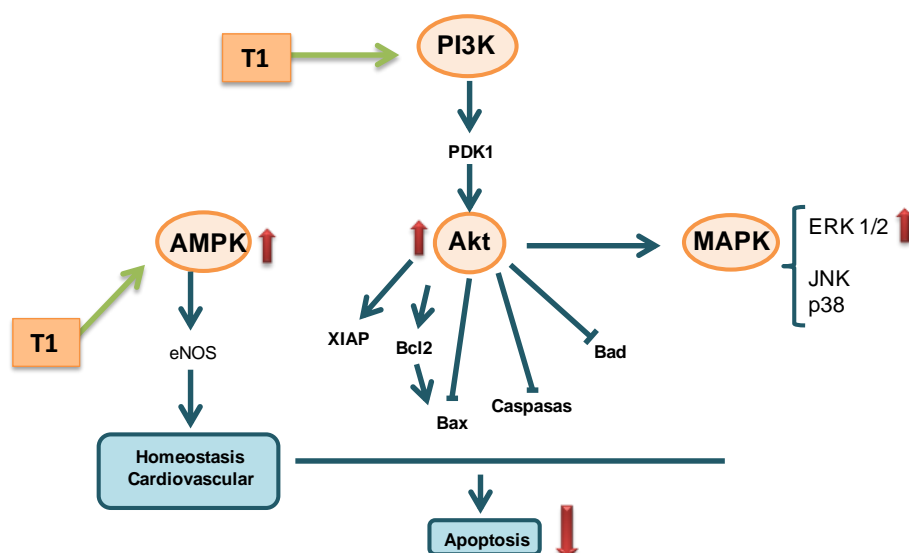 T1
PI3K
PDK1
AMPK
Akt
MAPK
ERK 1/2
JNK
p38
T1
eNOS
XIAP
Bcl2
Bad
Bax
Caspasas
Homeostasis
Cardiovascular
Apoptosis